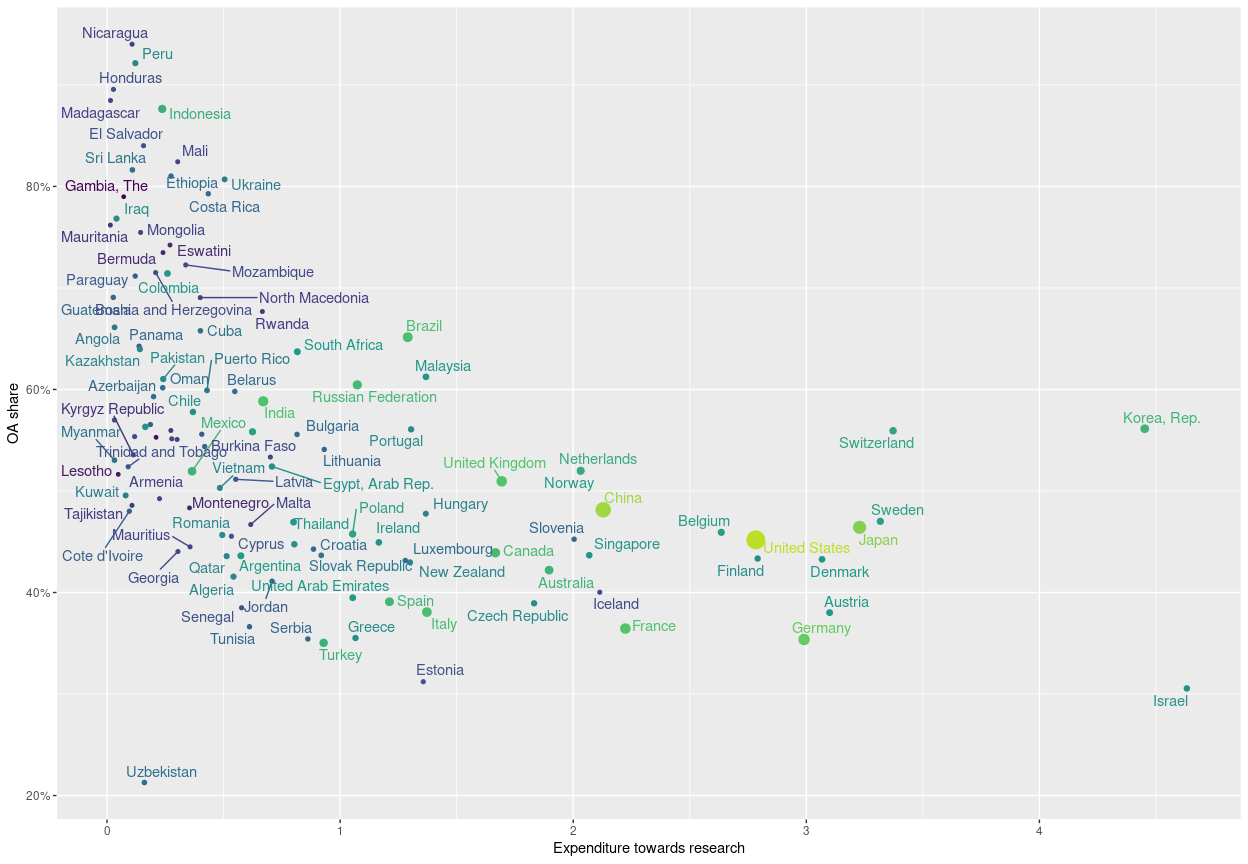 Nicaragua
Peru
Honduras
Madagascar
Indonesia
El Salvador
Mali
Sri Lanka
Gambia, The
Ethiopia
Ukraine
80%
Costa Rica
Iraq
Mauritania
Mongolia
Eswatini
Bermuda
Mozambique
Paraguay
Colombia
North Macedonia
Guatemala
Bosnia and Herzegovina
Rwanda
Brazil
Angola
Panama
Cuba
South Africa
Kazakhstan
Pakistan
Puerto Rico
Malaysia
Azerbaijan
Oman
Belarus
60%
Russian Federation
Chile
India
Kyrgyz Republic
Mexico
Korea, Rep.
Myanmar
Bulgaria
Portugal
Switzerland
Trinidad and Tobago
Burkina Faso
Lithuania
United Kingdom
Netherlands
Lesotho
Vietnam
Armenia
Latvia
Egypt, Arab Rep.
Norway
Kuwait
Montenegro
Malta
Poland
Hungary
China
Tajikistan
Romania
Thailand
Ireland
Slovenia
Belgium
Sweden
Mauritius
Cyprus
Croatia
Luxembourg
Singapore
United States
Japan
Cote d'Ivoire
Qatar
Argentina
Slovak Republic
Canada
New Zealand
Finland
Denmark
Georgia
Algeria
United Arab Emirates
Australia
40%
Jordan
Spain
Iceland
Austria
Senegal
Czech Republic
Tunisia
Serbia
Greece
Italy
France
Germany
Turkey
Estonia
Israel
Uzbekistan
20%
OA share
0
1
2
3
4
Expenditure towards research